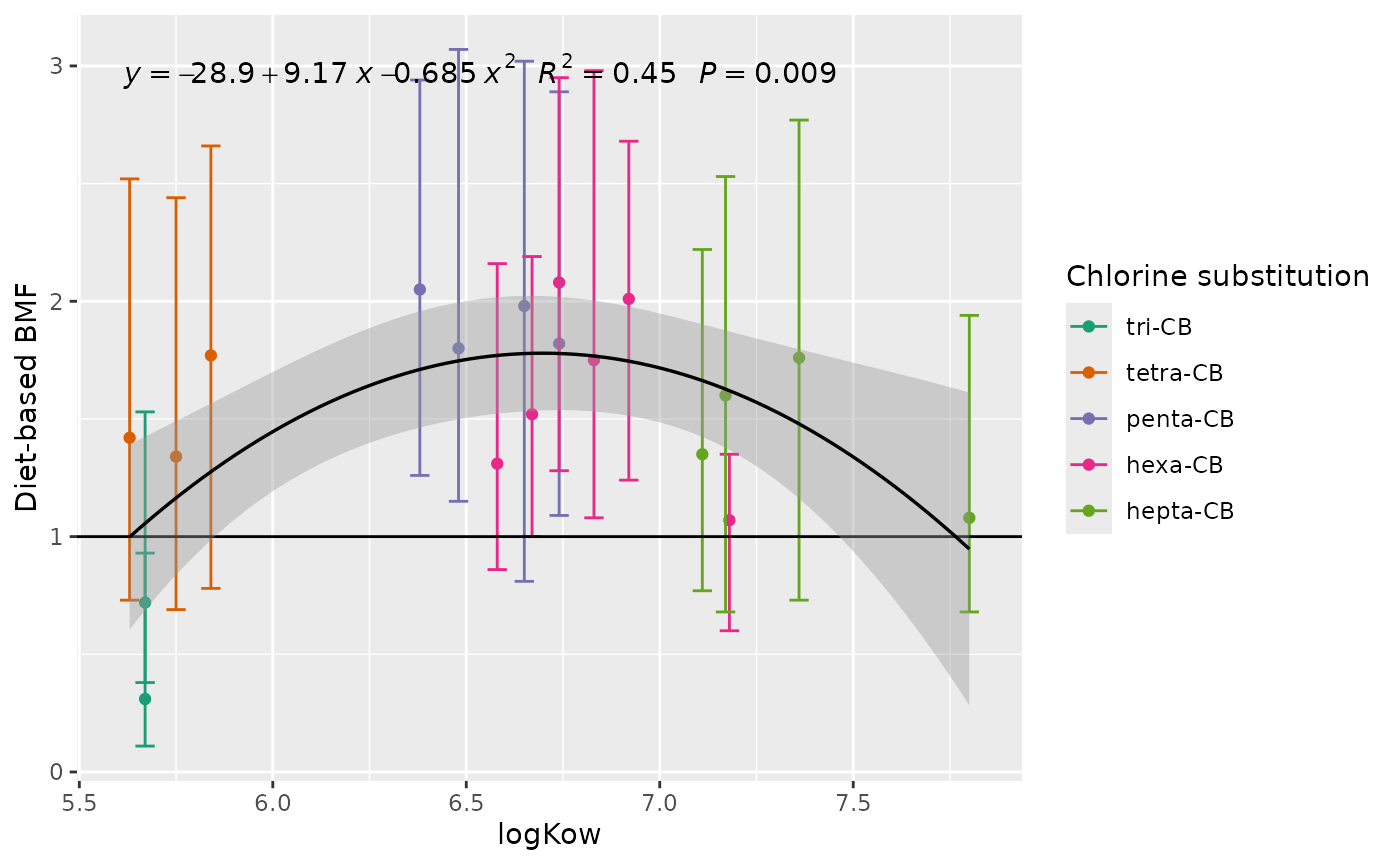 y = −28.9 + 9.17 x − 0.685 x² R² = 0.45 P = 0.009
3
2
1
0
Diet-based BMF
5.5 6.0 6.5 7.0 7.5
logKow
Chlorine substitution
tri-CB
tetra-CB
penta-CB
hexa-CB
hepta-CB